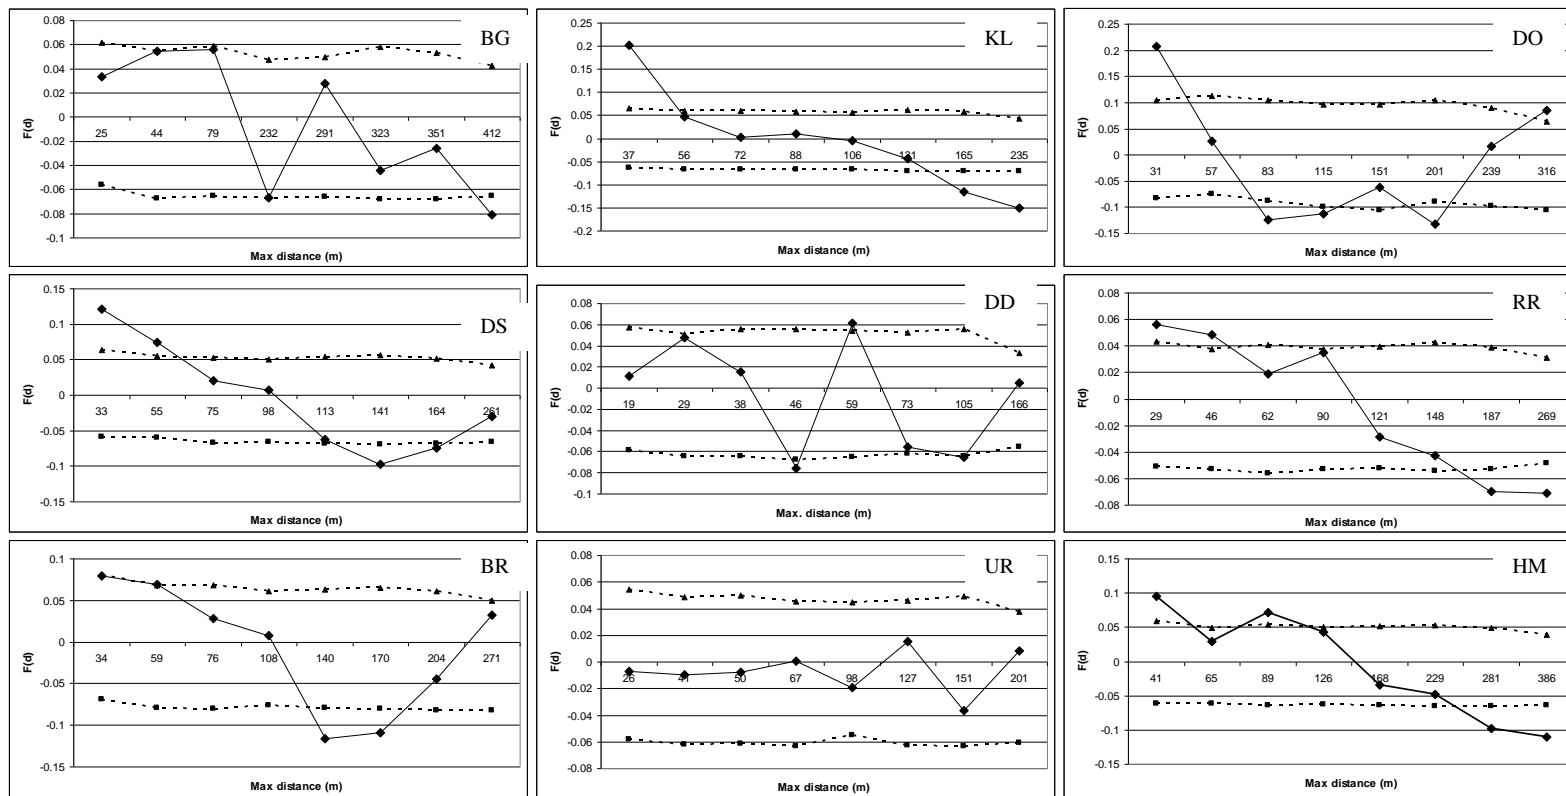 BG
0.08
0.06
0.04
0.02
0
-0.02
-0.04
-0.06
-0.08
-0.1
F(d)
25 44 79 232 291 323 351 412
Max distance (m)
KL
0.25
0.2
0.15
0.1
0.05
0
-0.05
-0.1
-0.15
-0.2
F(d)
37 56 72 88 106 131 165 235
Max distance (m)
DO
0.25
0.2
0.15
0.1
0.05
0
-0.05
-0.1
-0.15
F(d)
31 57 83 115 151 201 239 316
Max distance (m)
DS
0.15
0.1
0.05
0
-0.05
-0.1
-0.15
F(d)
33 55 75 98 113 141 164 261
Max distance (m)
DD
0.08
0.06
0.04
0.02
0
-0.02
-0.04
-0.06
-0.08
-0.1
F(d)
19 29 38 46 59 73 105 166
Max. distance (m)
RR
0.08
0.06
0.04
0.02
0
-0.02
-0.04
-0.06
-0.08
F(d)
29 46 62 90 121 148 187 269
Max distance (m)
BR
0.1
0.05
0
-0.05
-0.1
-0.15
F(d)
34 59 76 108 140 170 204 271
Max distance (m)
UR
0.08
0.06
0.04
0.02
0
-0.02
-0.04
-0.06
-0.08
F(d)
26 41 50 67 98 127 151 201
Max distance (m)
HM
0.15
0.1
0.05
0
-0.05
-0.1
-0.15
F(d)
41 65 89 126 168 229 281 386
Max distance (m)